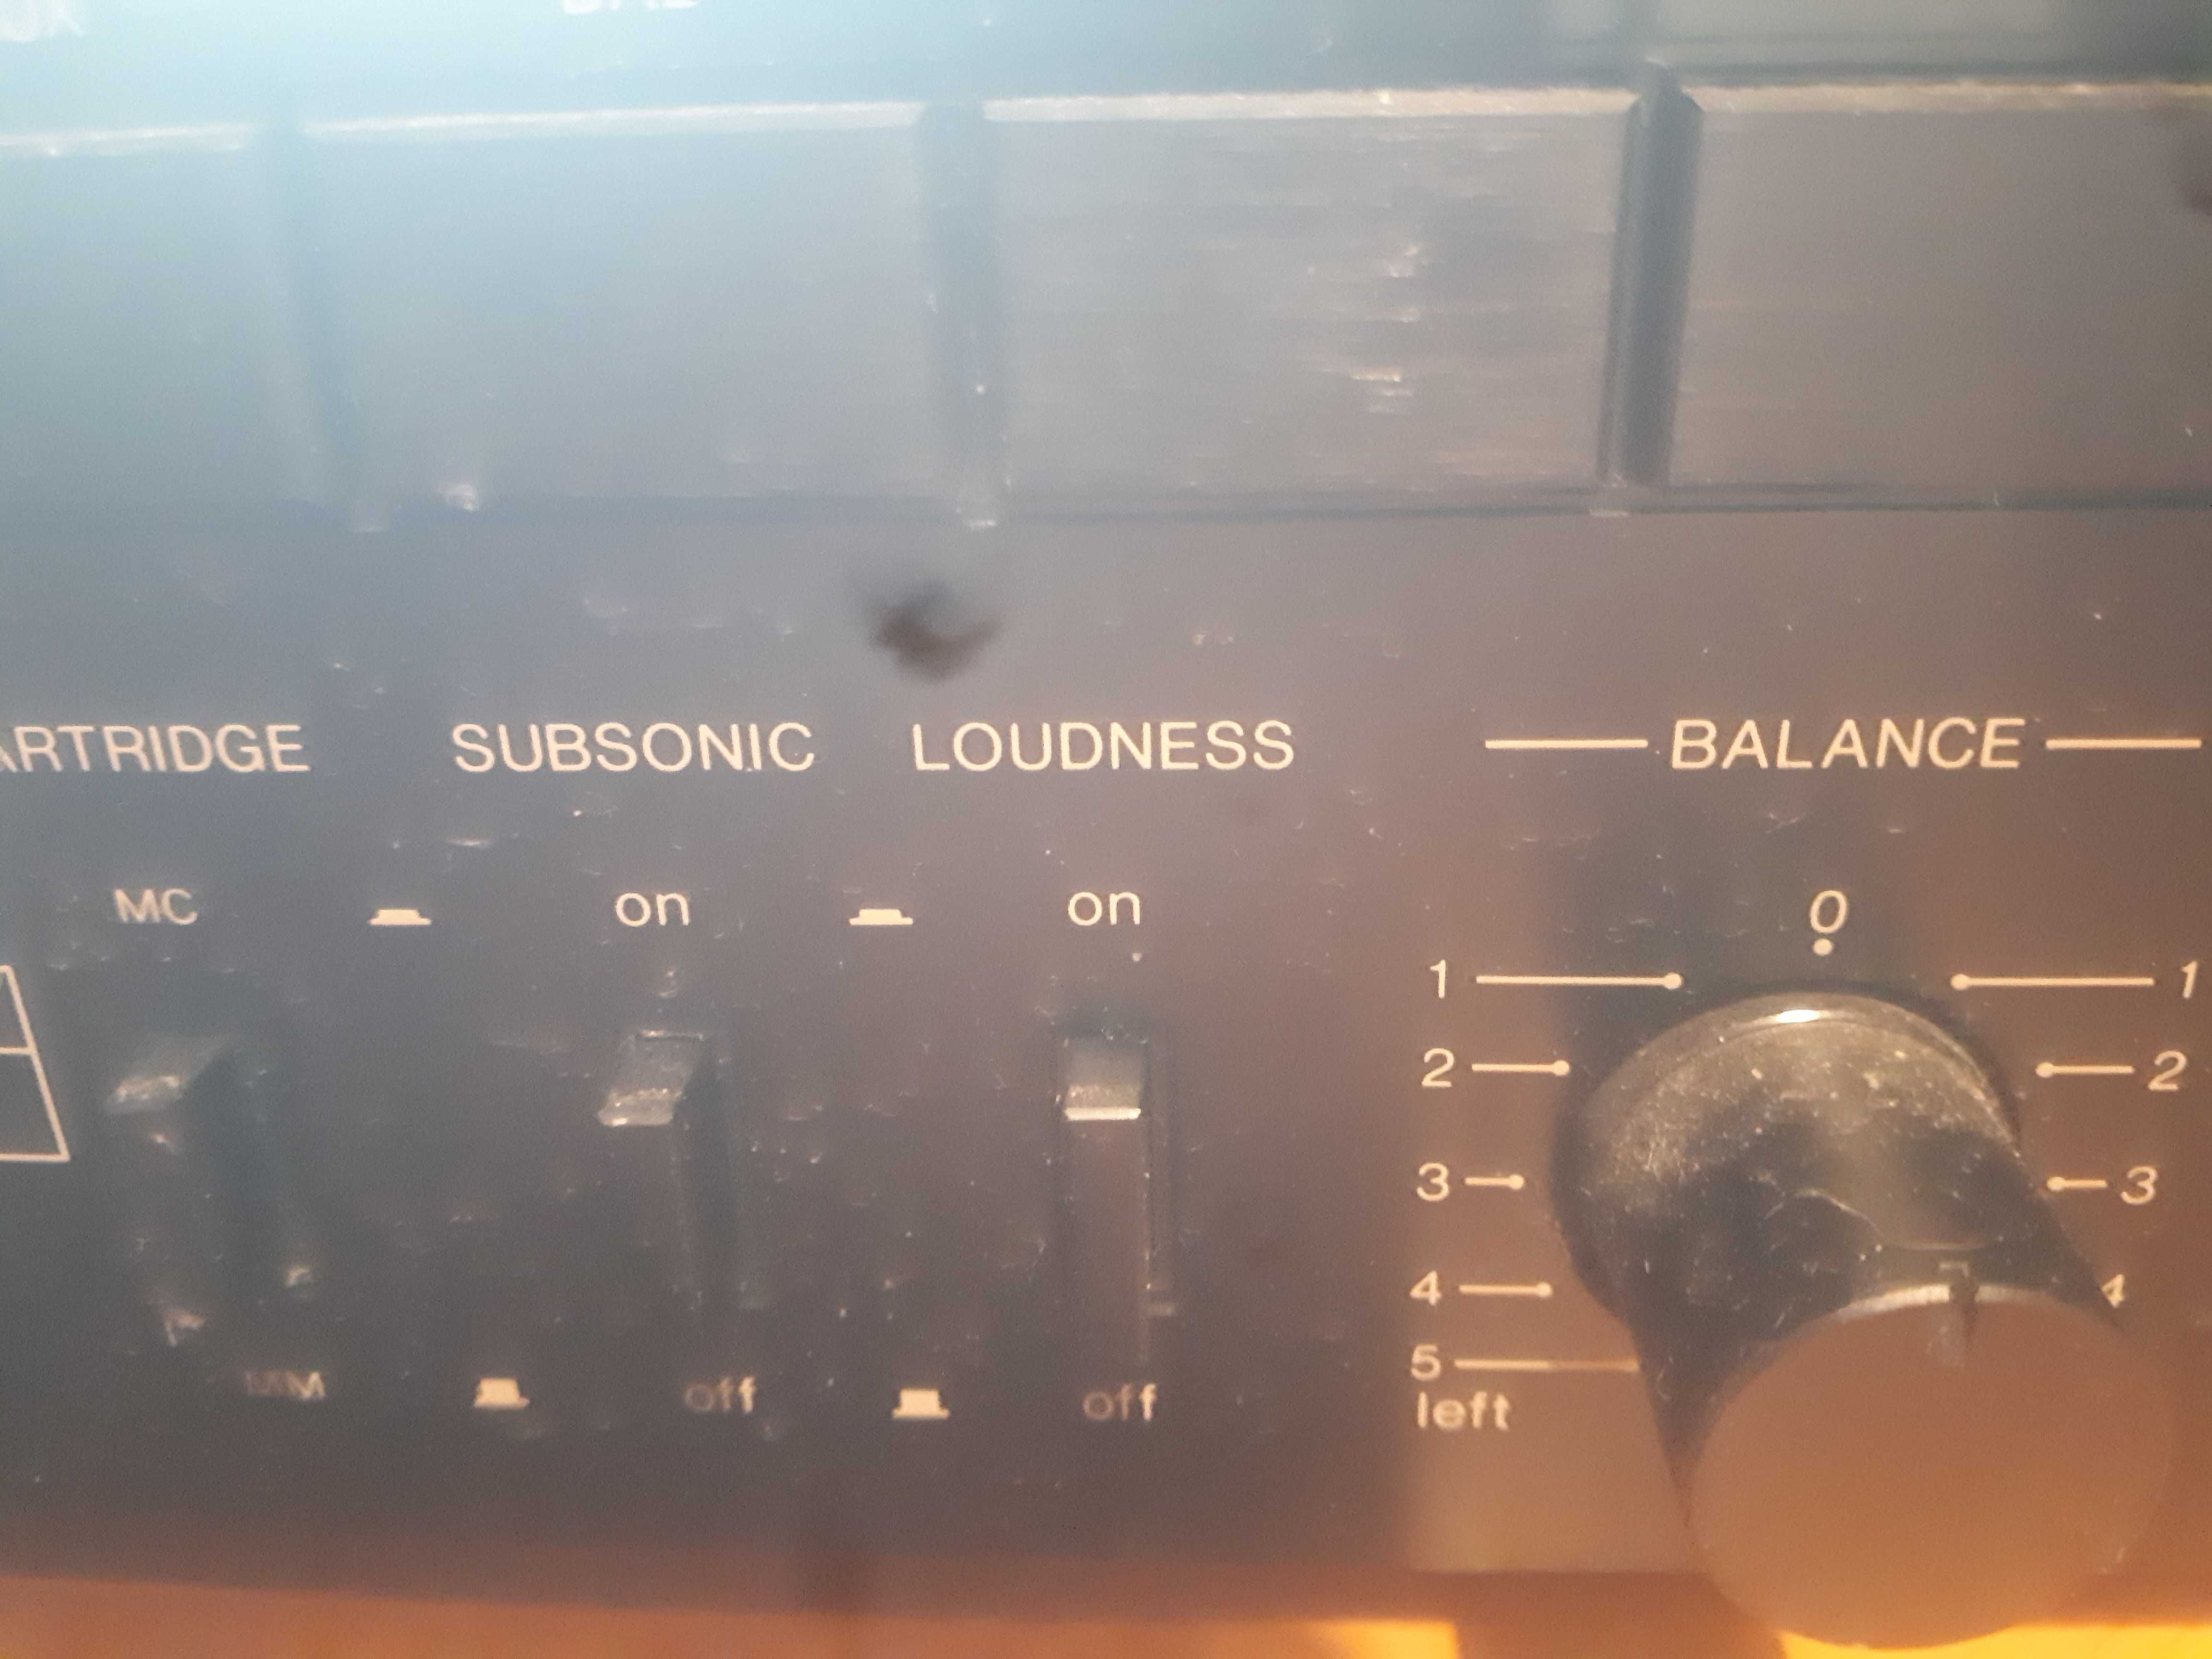 ARTRIDGE SUBSONIC LOUDNESS BALANCE
MC on on 0
1 1
2 2
3 3
4 4
5
MM off off left